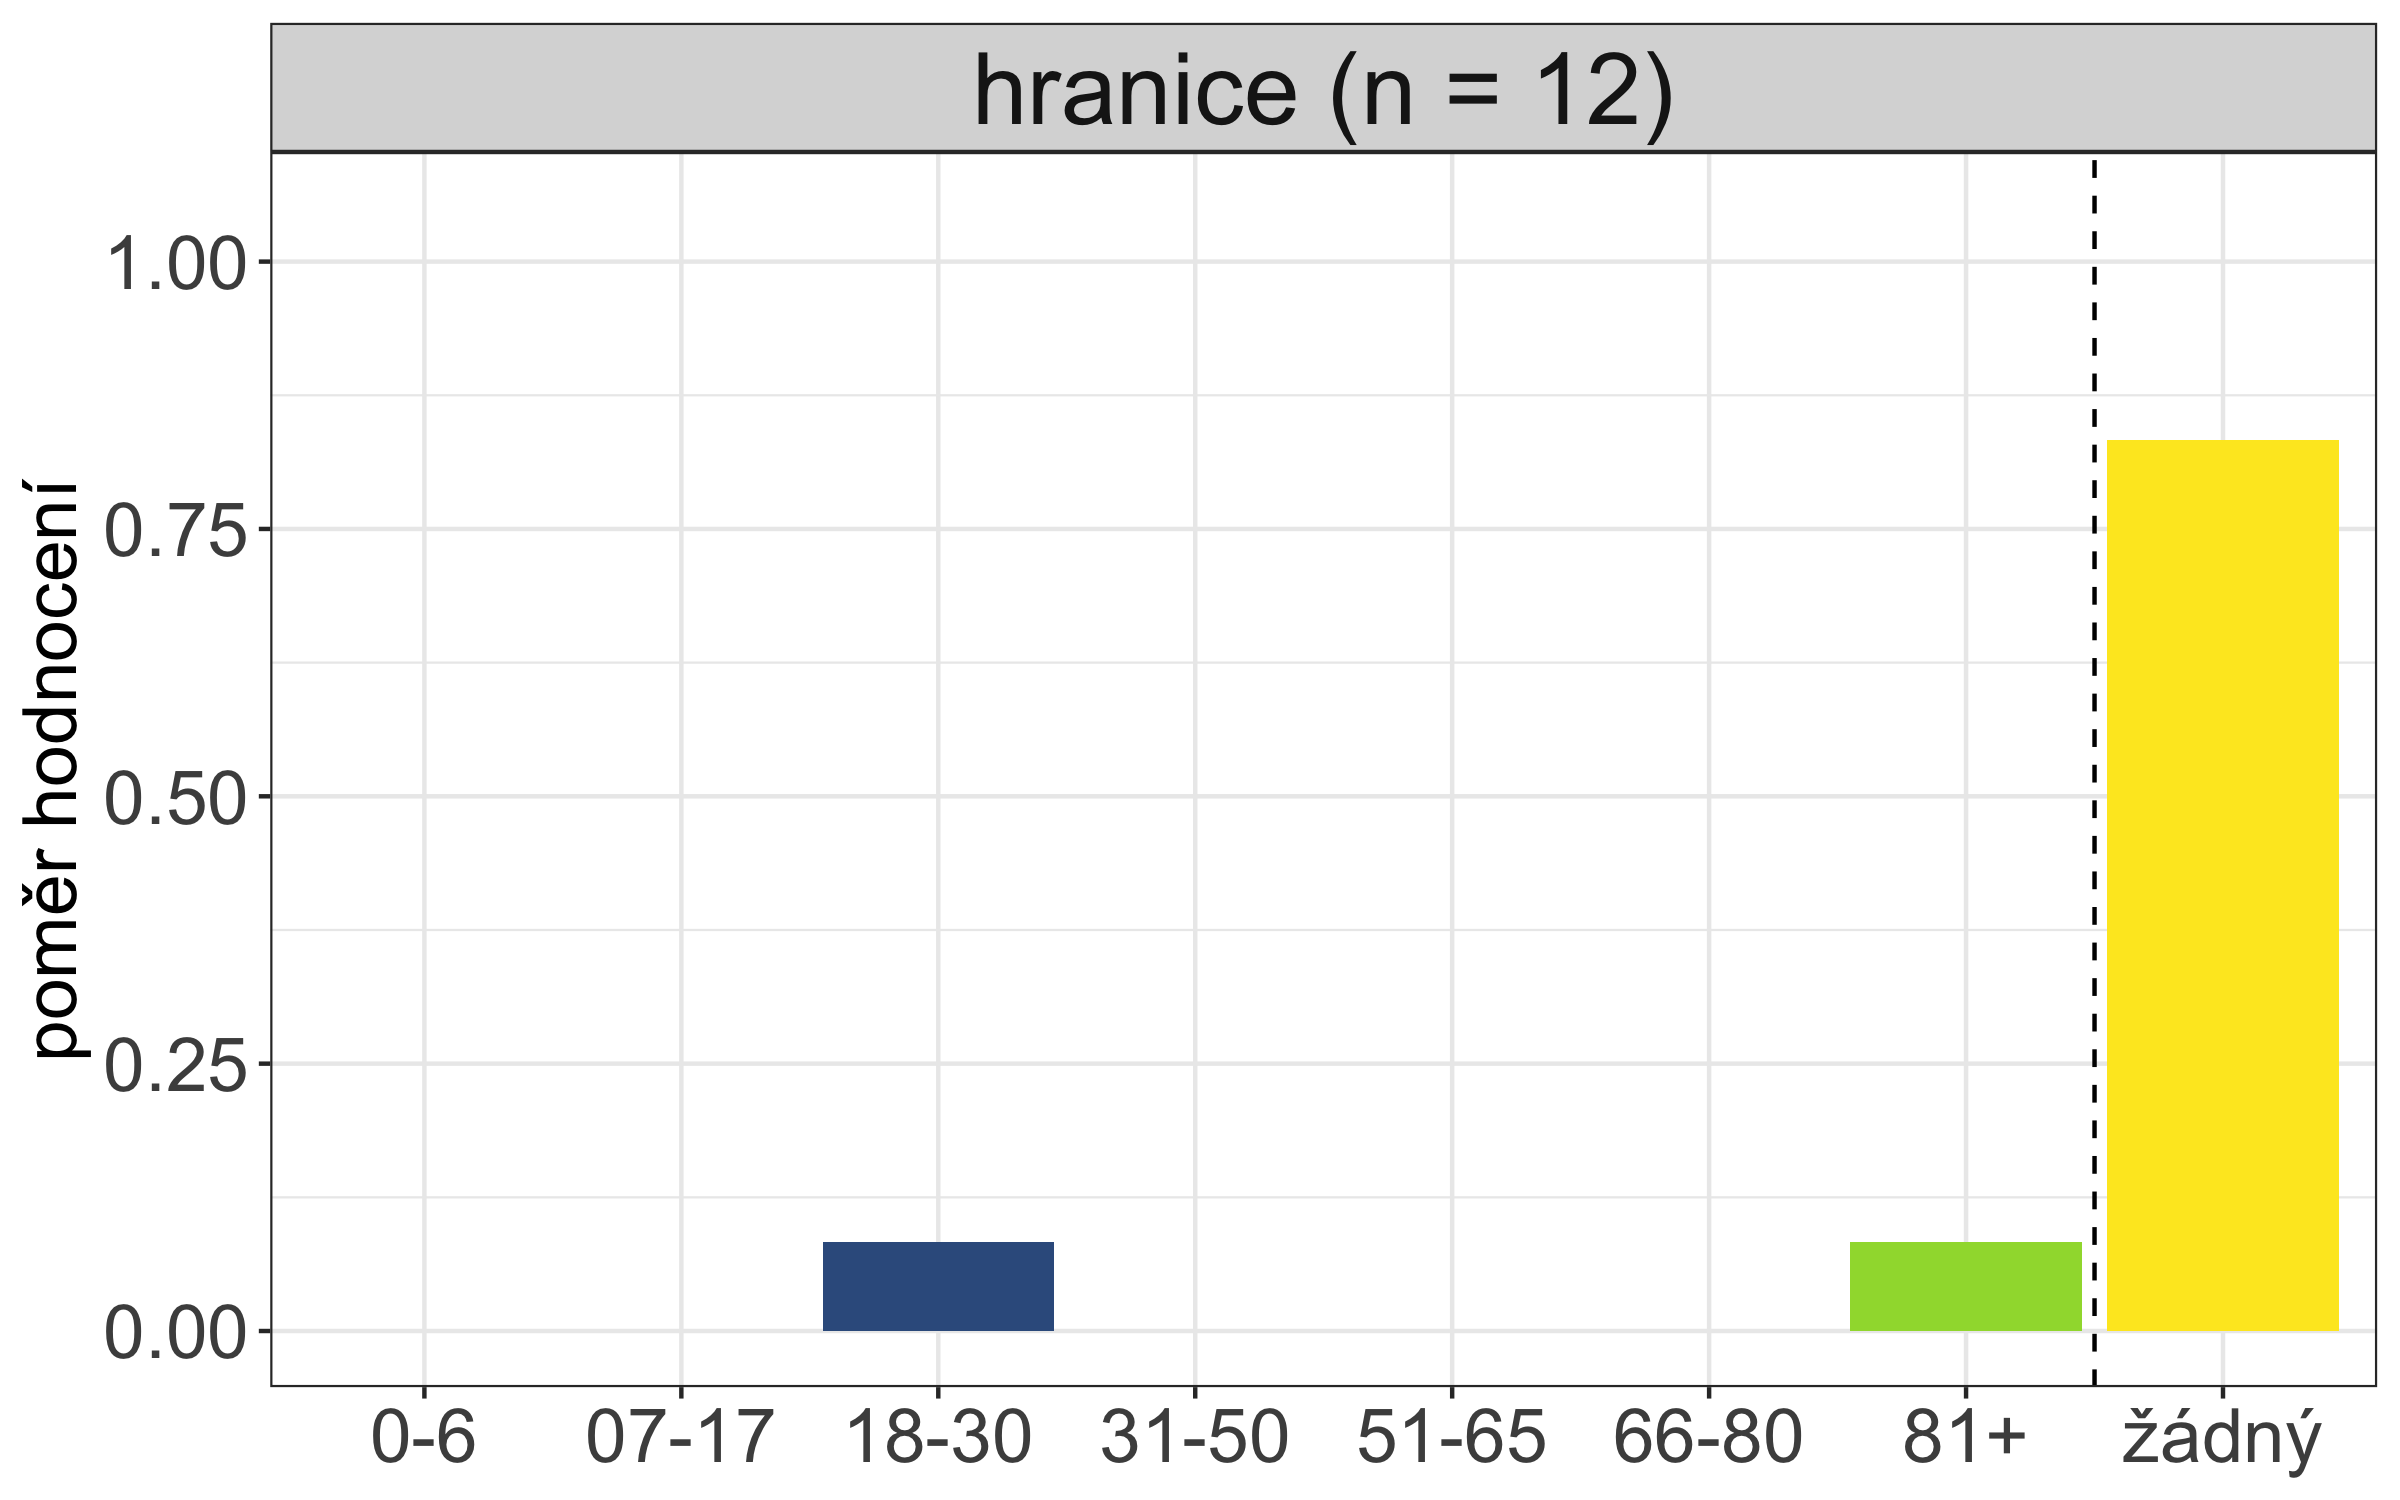 hranice (n = 12)
poměr hodnocení
1.00
0.75
0.50
0.25
0.00
0-6 07-17 18-30 31-50 51-65 66-80 81+ žádný